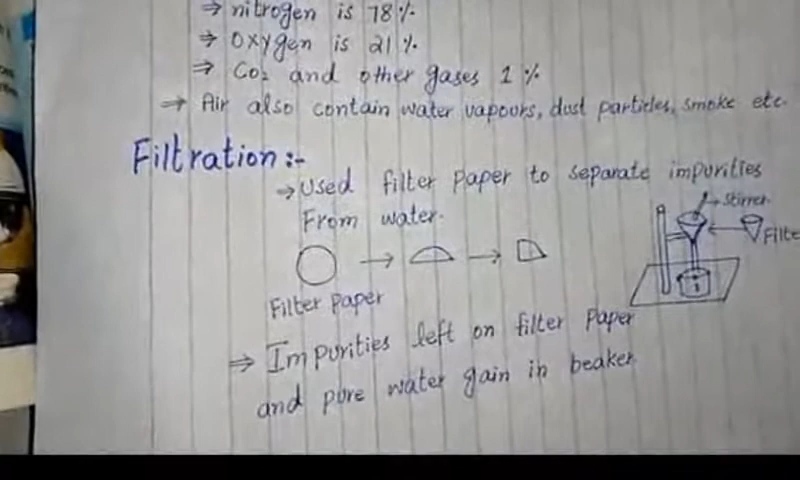 ⇒ nitrogen is 78%
⇒ Oxygen is 21%
⇒ Co₂ and other gases 1%
⇒ Air also contain water vapours, dust particles, smoke etc.
Filtration :-
→ Used filter paper to separate impurities
From water.
→ Stirrer
Filte
Filter paper
⇒ Impurities left on filter paper
and pure water gain in beaker